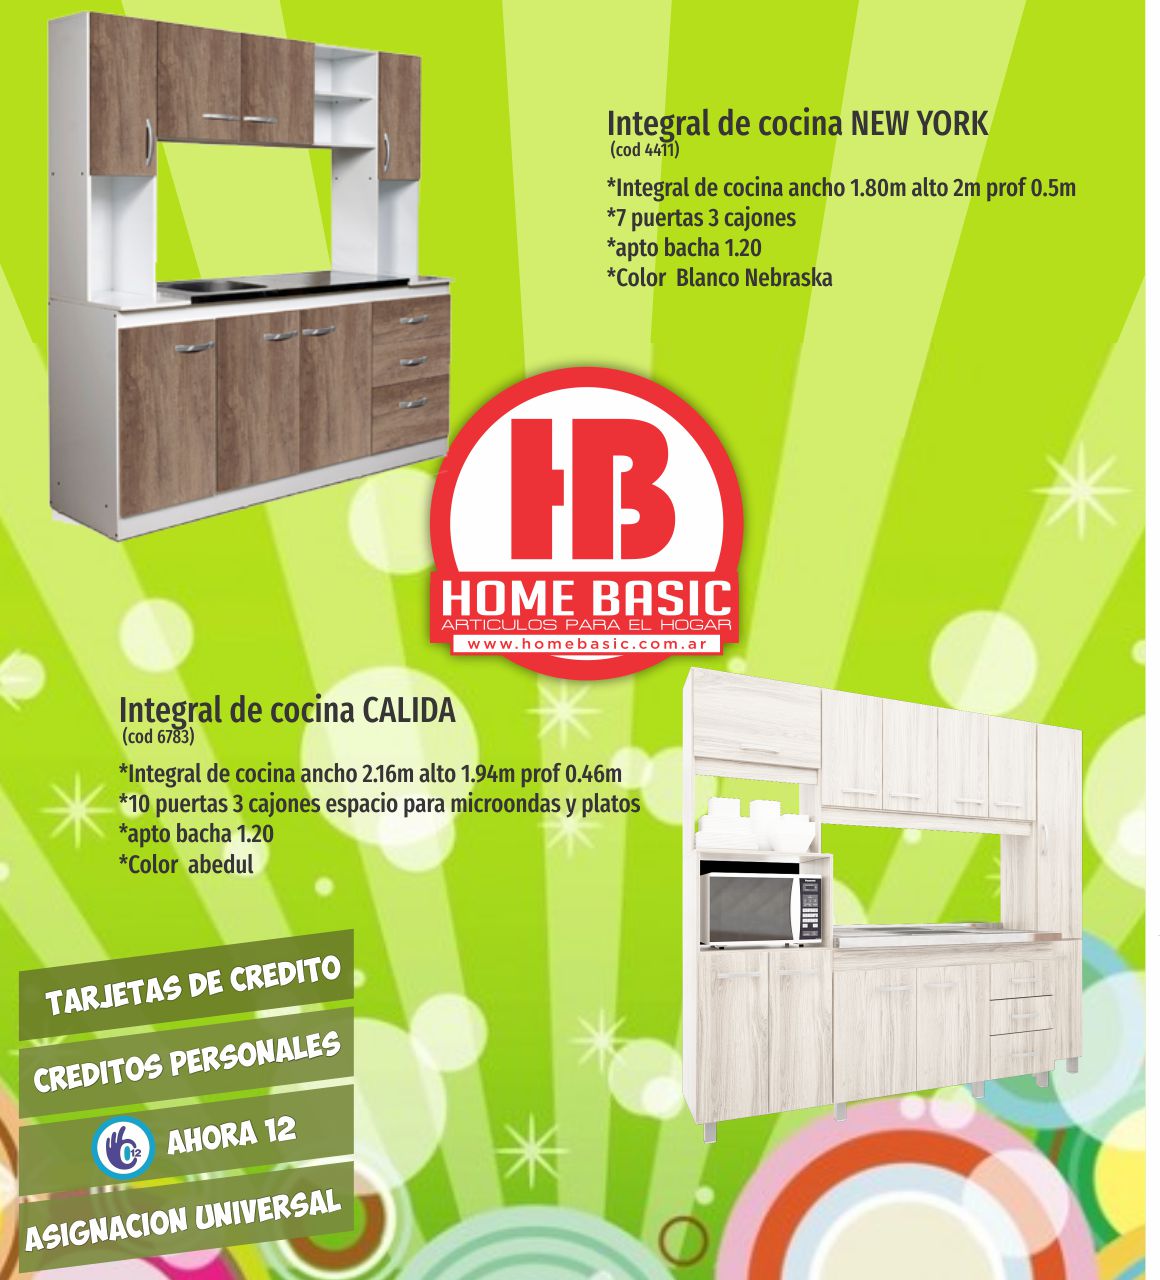 Integral de cocina NEW YORK
(cod 4411)
*Integral de cocina ancho 1.80m alto 2m prof 0.5m
*7 puertas 3 cajones
*apto bacha 1.20
*Color Blanco Nebraska
HB
HOME BASIC
ARTICULOS PARA EL HOGAR
www.homebasic.com.ar
Integral de cocina CALIDA
(cod 6783)
*Integral de cocina ancho 2.16m alto 1.94m prof 0.46m
*10 puertas 3 cajones espacio para microondas y platos
*apto bacha 1.20
*Color abedul
TARJETAS DE CREDITO
CREDITOS PERSONALES
12 AHORA 12
ASIGNACION UNIVERSAL